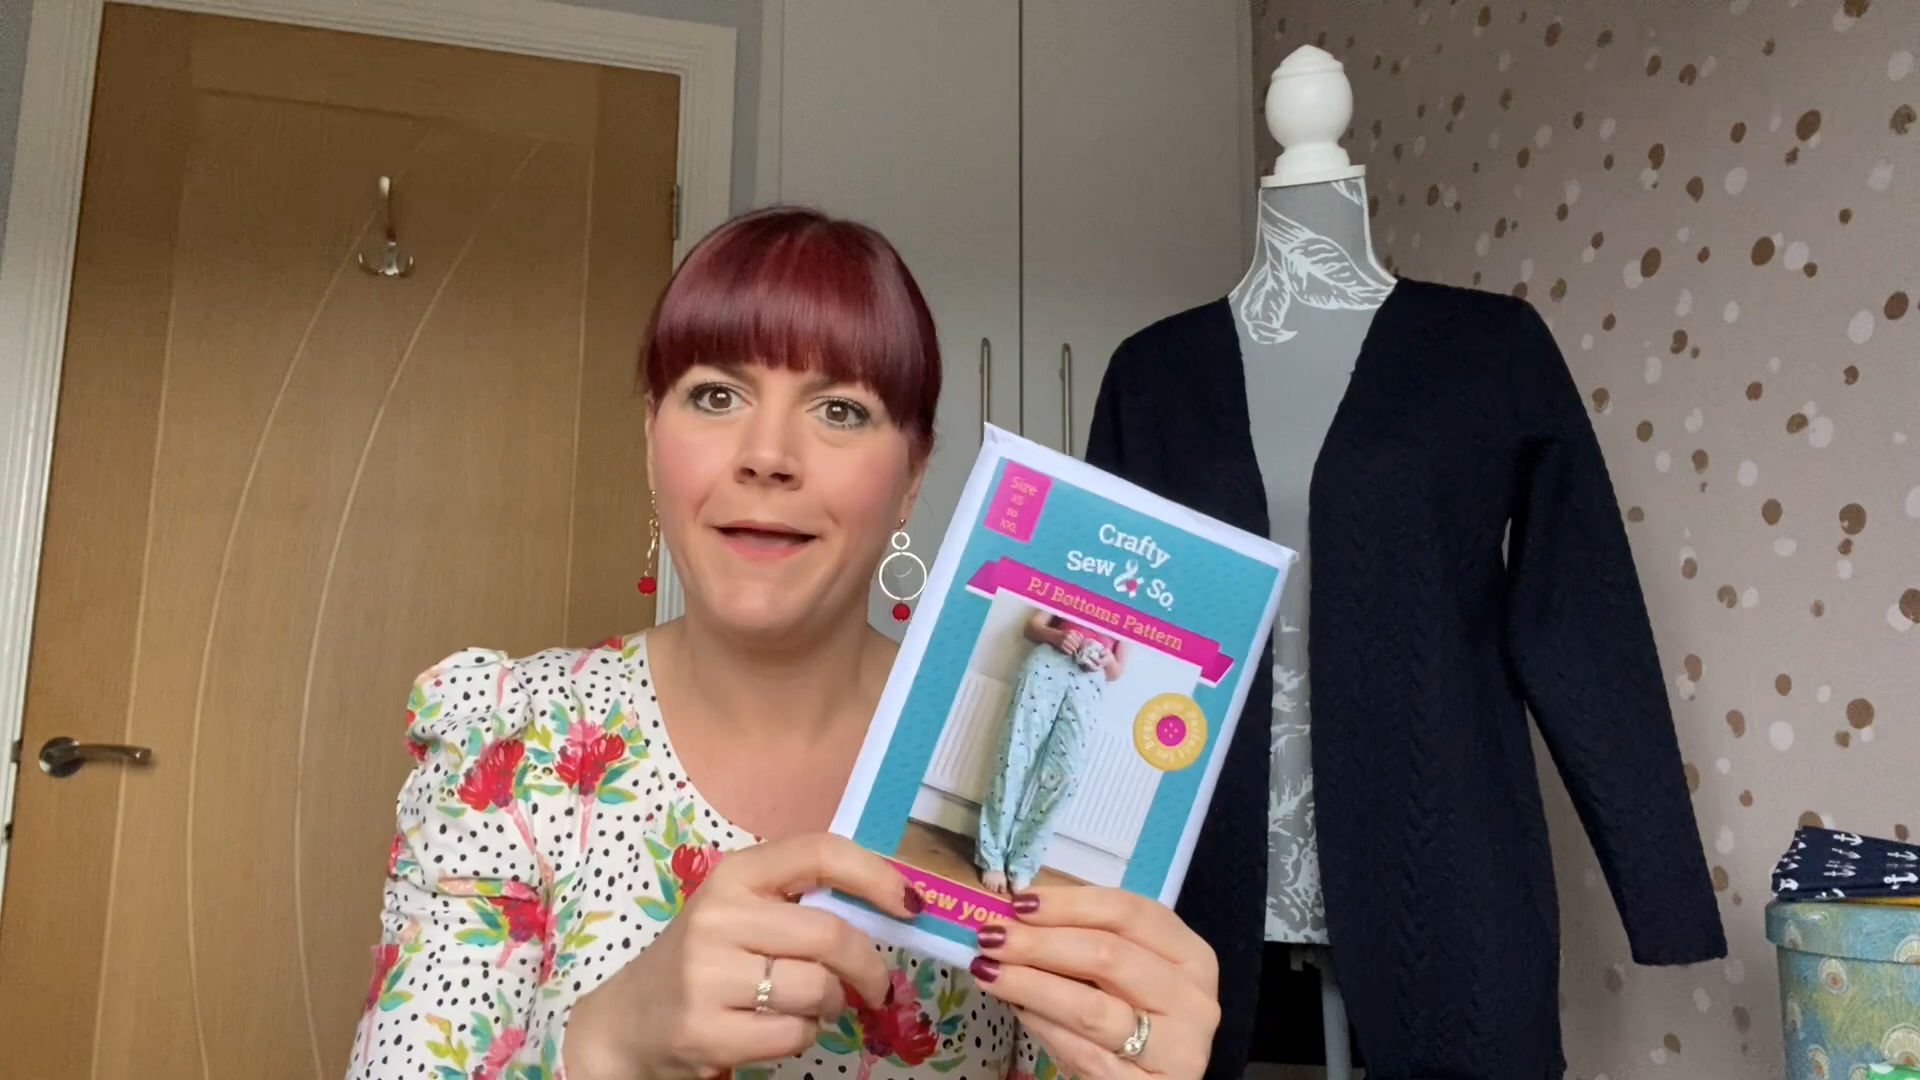 Size
XS
to
XXL
Crafty
Sew & So.
PJ Bottoms Pattern
Sew you